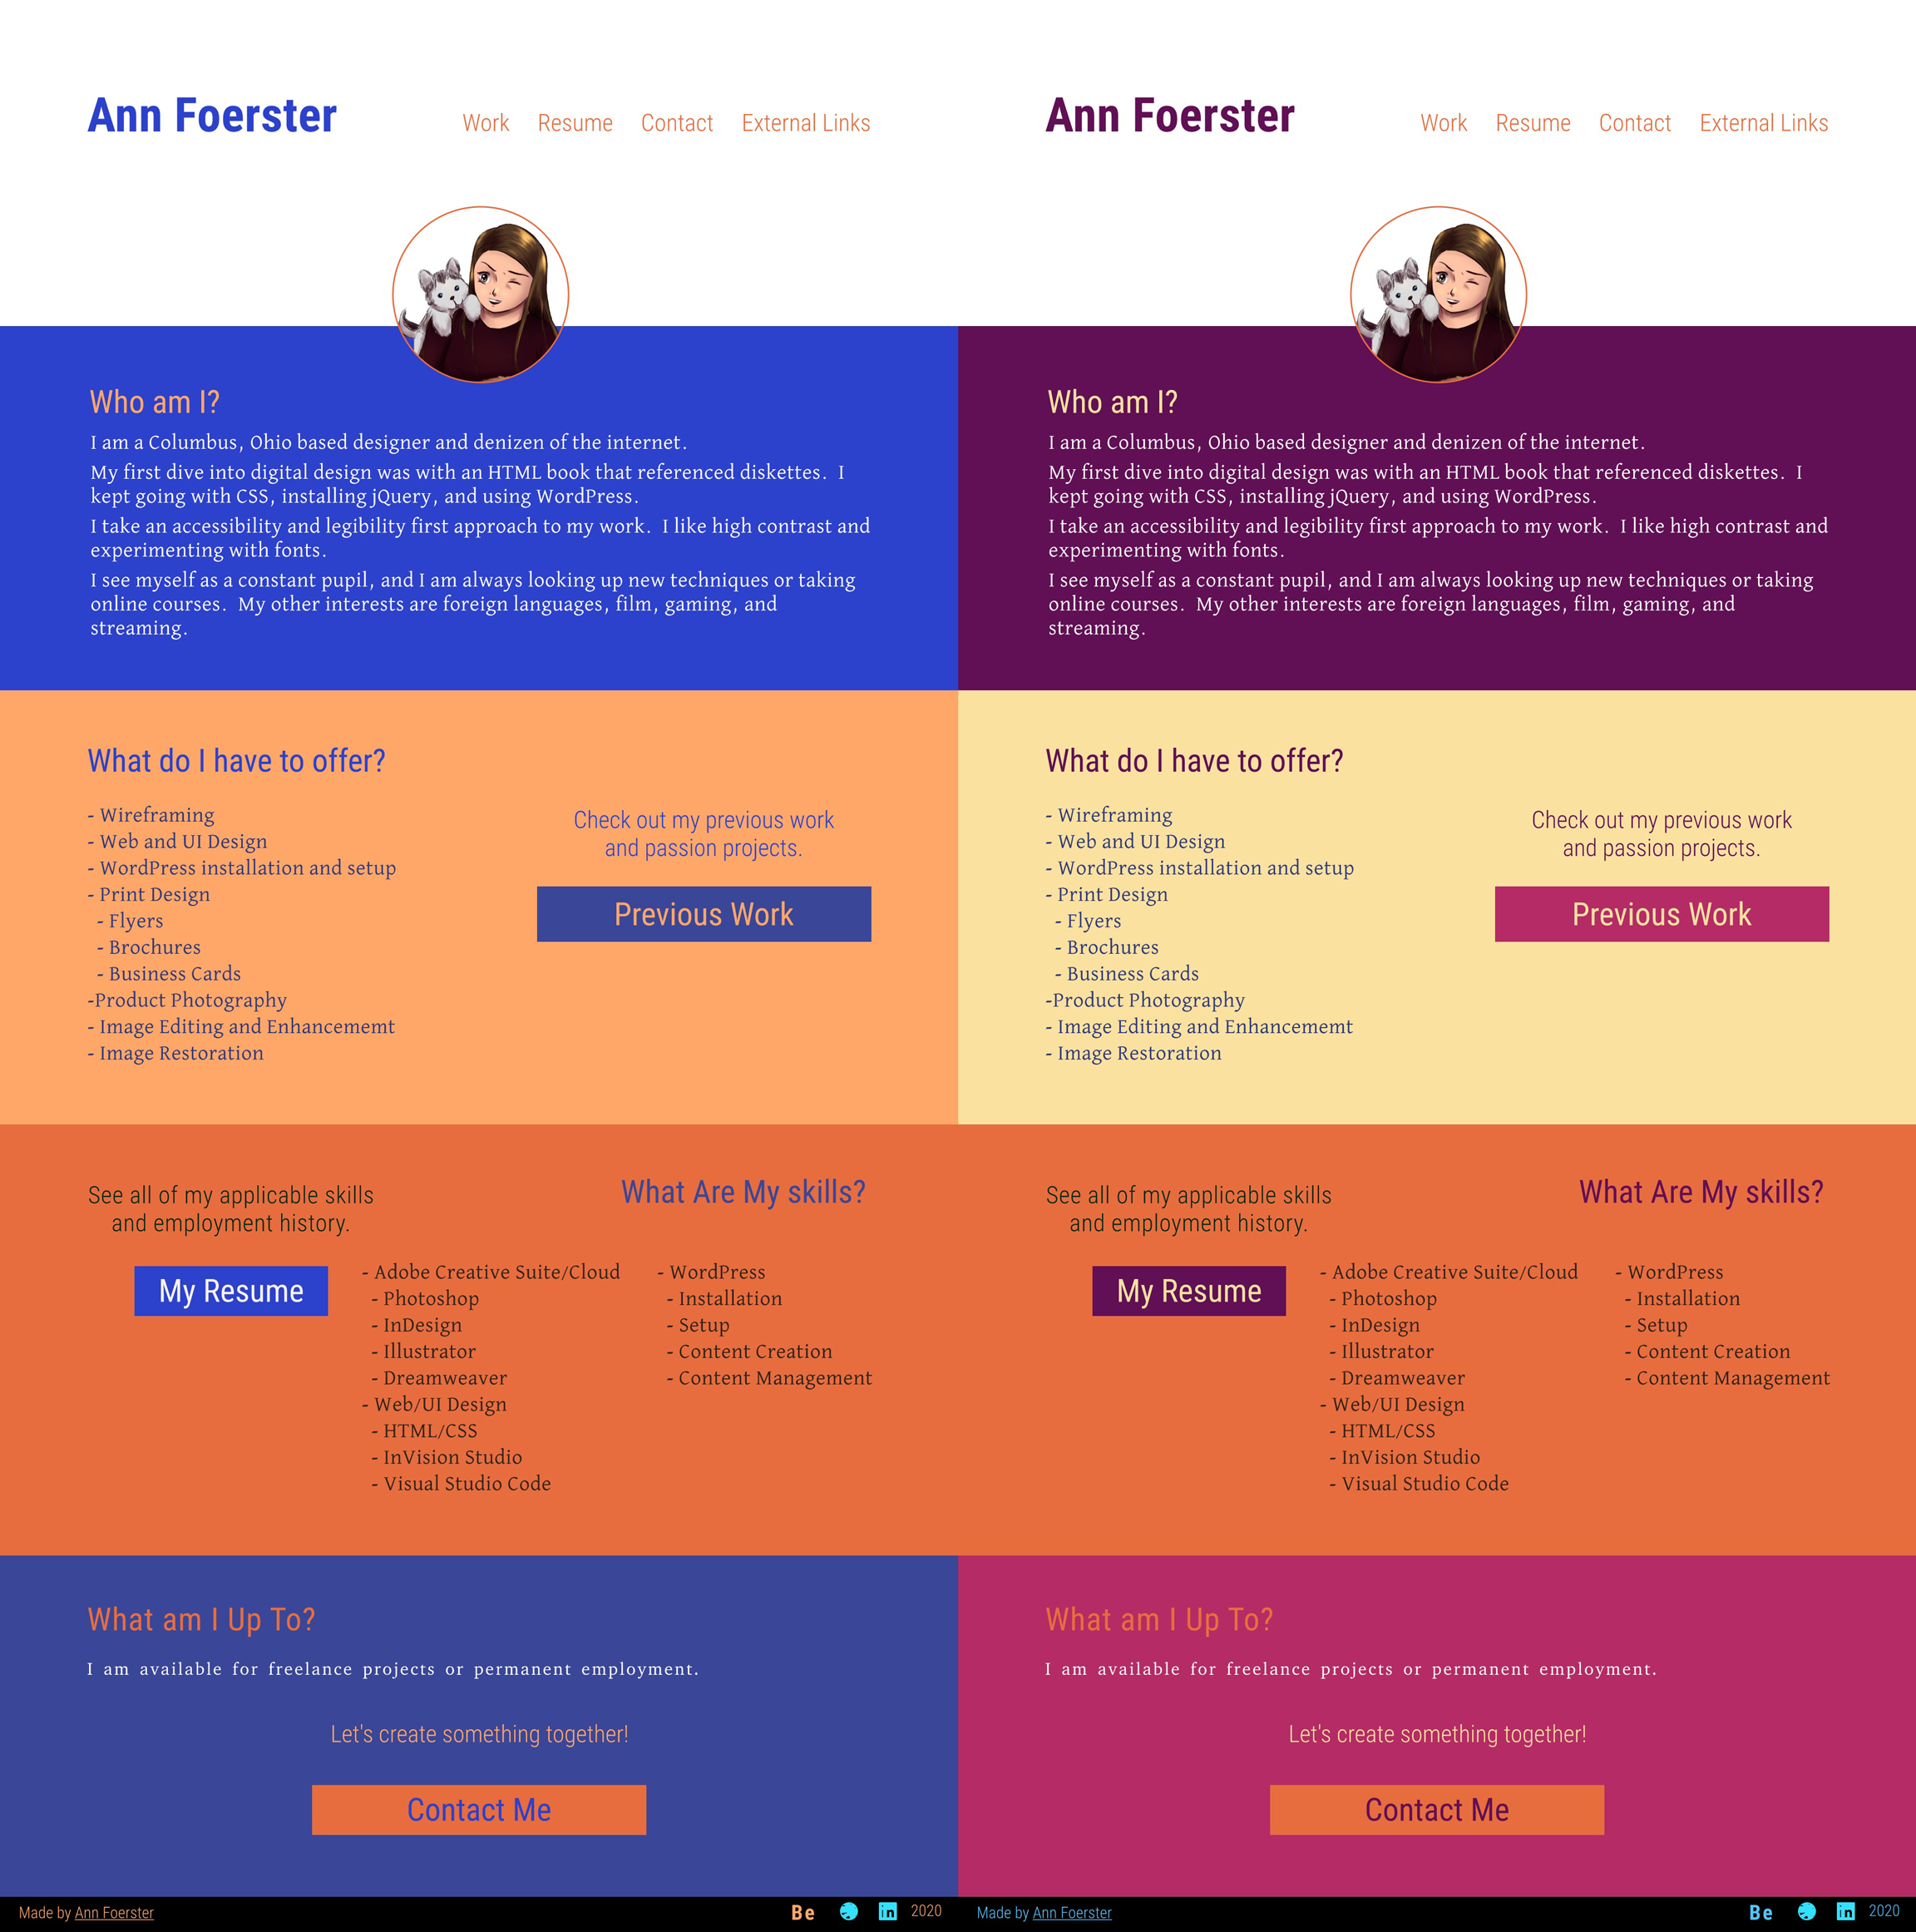 Ann Foerster
Work Resume Contact External Links
Who am I?
I am a Columbus, Ohio based designer and denizen of the internet.
My first dive into digital design was with an HTML book that referenced diskettes.  I
kept going with CSS, installing jQuery, and using WordPress.
I take an accessibility and legibility first approach to my work.  I like high contrast and
experimenting with fonts.
I see myself as a constant pupil, and I am always looking up new techniques or taking
online courses.  My other interests are foreign languages, film, gaming, and
streaming.
What do I have to offer?
- Wireframing
- Web and UI Design
- WordPress installation and setup
- Print Design
- Flyers
- Brochures
- Business Cards
-Product Photography
- Image Editing and Enhancememt
- Image Restoration
Check out my previous work
and passion projects.
Previous Work
See all of my applicable skills
and employment history.
My Resume
What Are My skills?
- Adobe Creative Suite/Cloud
- Photoshop
- InDesign
- Illustrator
- Dreamweaver
- Web/UI Design
- HTML/CSS
- InVision Studio
- Visual Studio Code
- WordPress
- Installation
- Setup
- Content Creation
- Content Management
What am I Up To?
I am available for freelance projects or permanent employment.
Let's create something together!
Contact Me
Made by Ann Foerster
Be in 2020
Ann Foerster
Work Resume Contact External Links
Who am I?
I am a Columbus, Ohio based designer and denizen of the internet.
My first dive into digital design was with an HTML book that referenced diskettes.  I
kept going with CSS, installing jQuery, and using WordPress.
I take an accessibility and legibility first approach to my work.  I like high contrast and
experimenting with fonts.
I see myself as a constant pupil, and I am always looking up new techniques or taking
online courses.  My other interests are foreign languages, film, gaming, and
streaming.
What do I have to offer?
- Wireframing
- Web and UI Design
- WordPress installation and setup
- Print Design
- Flyers
- Brochures
- Business Cards
-Product Photography
- Image Editing and Enhancememt
- Image Restoration
Check out my previous work
and passion projects.
Previous Work
See all of my applicable skills
and employment history.
My Resume
What Are My skills?
- Adobe Creative Suite/Cloud
- Photoshop
- InDesign
- Illustrator
- Dreamweaver
- Web/UI Design
- HTML/CSS
- InVision Studio
- Visual Studio Code
- WordPress
- Installation
- Setup
- Content Creation
- Content Management
What am I Up To?
I am available for freelance projects or permanent employment.
Let's create something together!
Contact Me
Made by Ann Foerster
Be in 2020